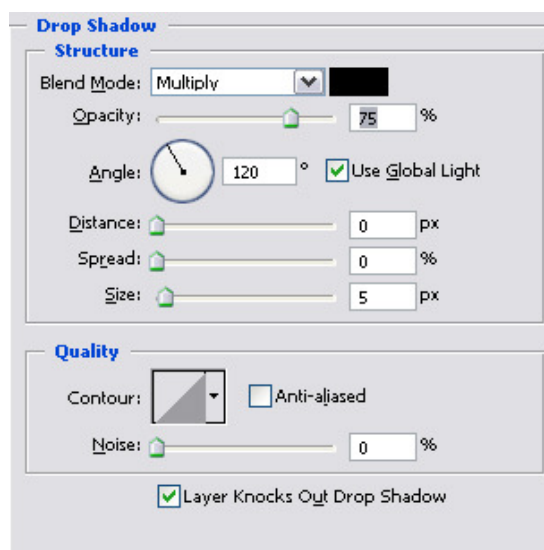 Drop Shadow
Structure
Blend Mode: Multiply
Opacity: 75 %
Angle: 120 ° Use Global Light
Distance: 0 px
Spread: 0 %
Size: 5 px
Quality
Contour: Anti-aliased
Noise: 0 %
Layer Knocks Out Drop Shadow